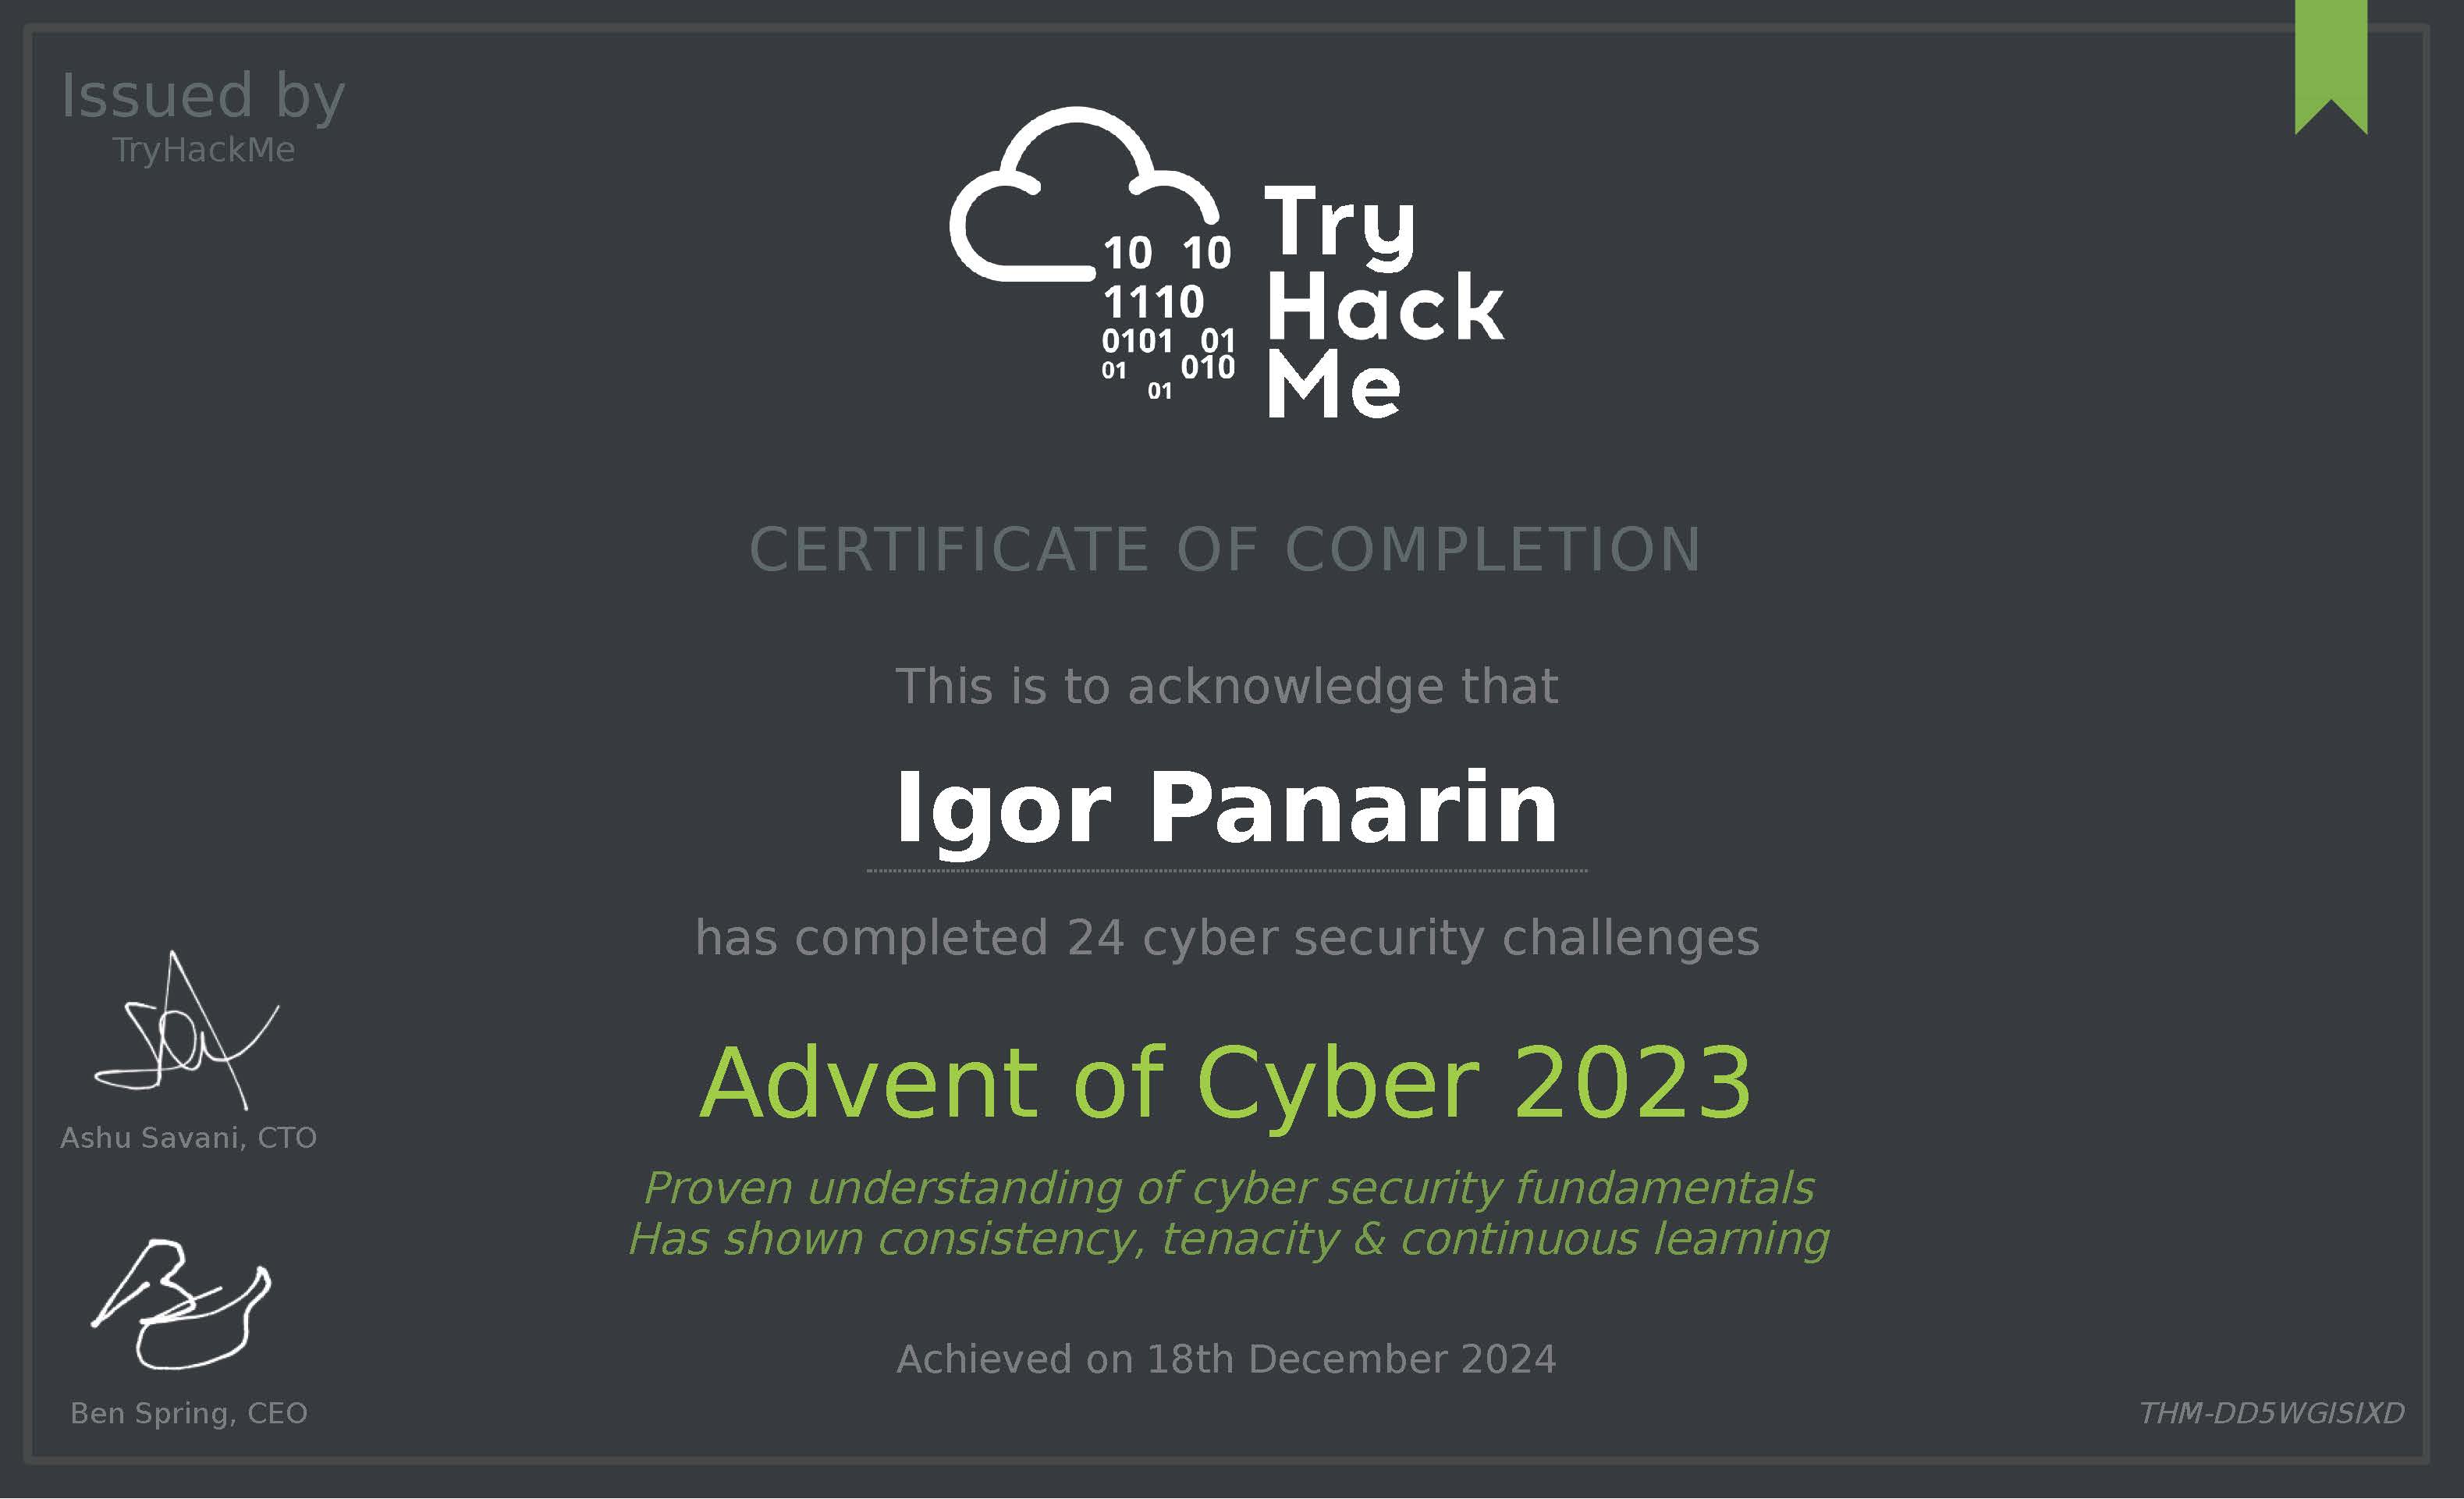 Issued by
TryHackMe
10 10
1110
0101 01
01 010
01
Try
Hack
Me
CERTIFICATE OF COMPLETION
This is to acknowledge that
Igor Panarin
has completed 24 cyber security challenges
Advent of Cyber 2023
Proven understanding of cyber security fundamentals
Has shown consistency, tenacity & continuous learning
Achieved on 18th December 2024
Ashu Savani, CTO
Ben Spring, CEO
THM-DD5WGISIXD